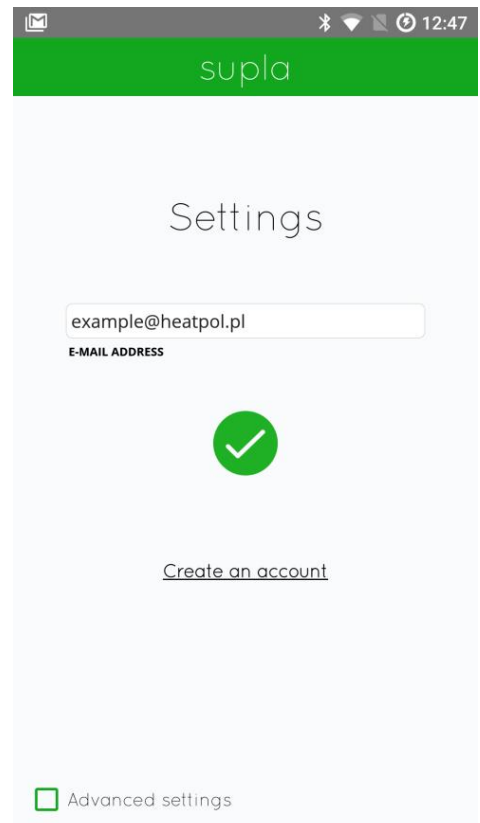 12:47
supla
Settings
example@heatpol.pl
E-MAIL ADDRESS
Create an account
Advanced settings